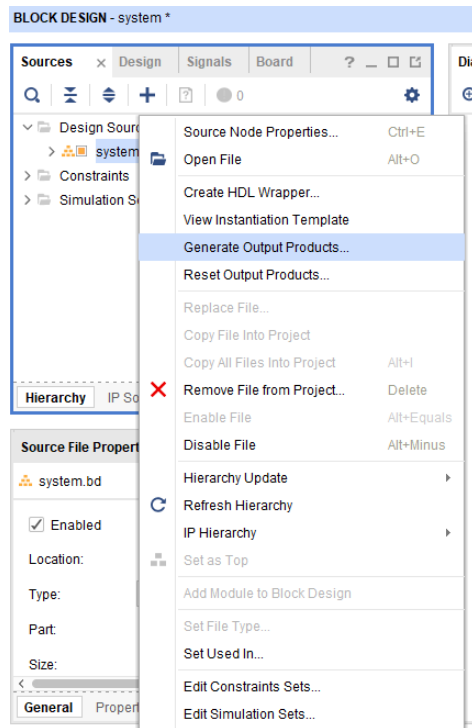 BLOCK DESIGN - system *
Sources × Design Signals Board ? _
0
Design Sour
system
Constraints
Simulation S
Hierarchy IP So
Source File Propert
system.bd
Enabled
Location:
Type:
Part:
Size:
General Propert
Source Node Properties... Ctrl+E
Open File Alt+O
Create HDL Wrapper...
View Instantiation Template
Generate Output Products...
Reset Output Products...
Replace File...
Copy File Into Project
Copy All Files Into Project Alt+I
Remove File from Project... Delete
Enable File Alt+Equals
Disable File Alt+Minus
Hierarchy Update
Refresh Hierarchy
IP Hierarchy
Set as Top
Add Module to Block Design
Set File Type...
Set Used In...
Edit Constraints Sets...
Edit Simulation Sets...
Dia